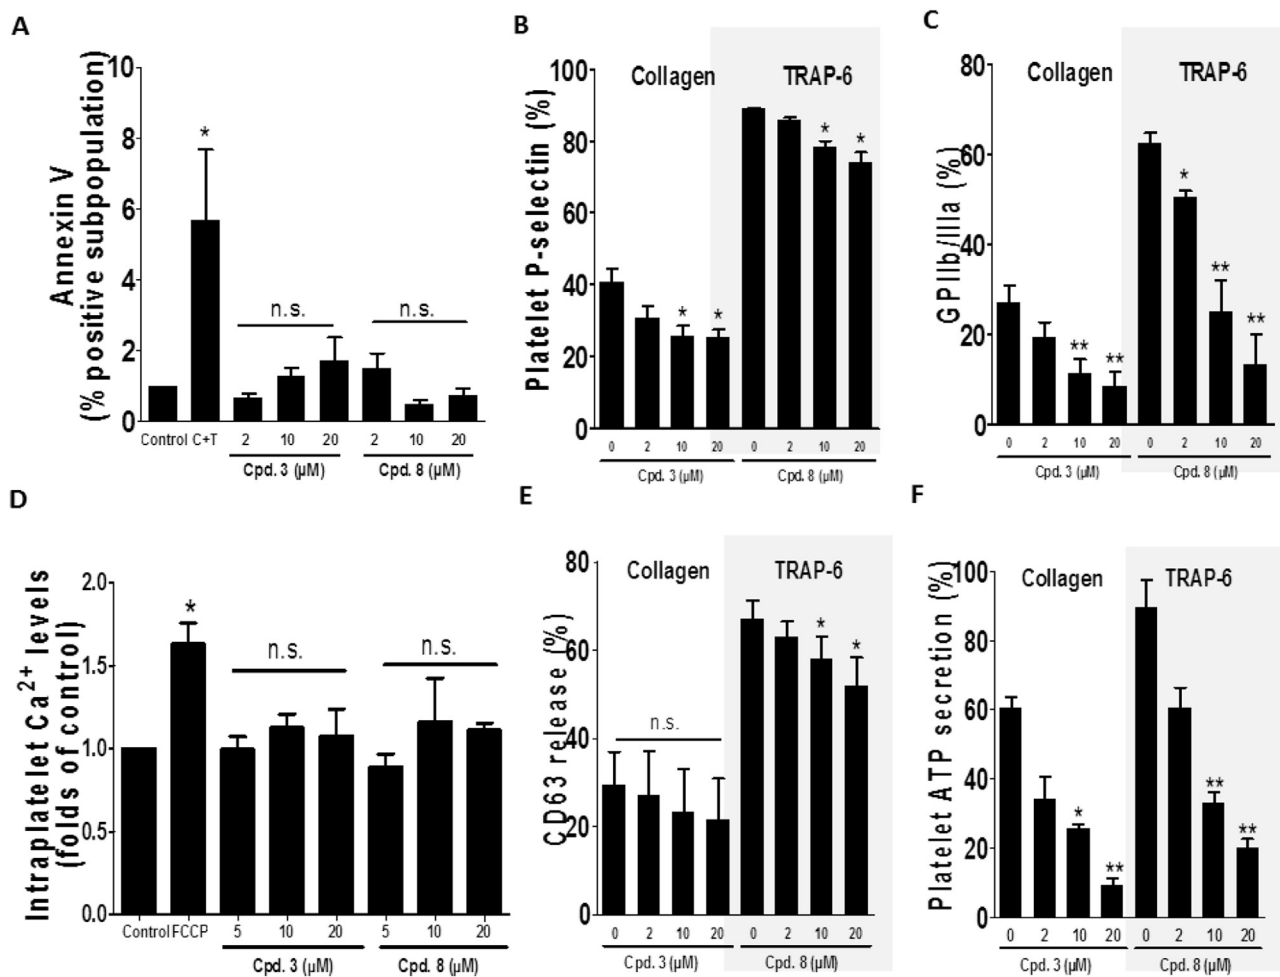 A
Annexin V
(% positive subpopulation)
10
8
6
4
2
0
*
n.s.
n.s.
Control C+T 2 10 20 2 10 20
Cpd. 3 (µM) Cpd. 8 (µM)
B
Platelet P-selectin (%)
100
80
60
40
20
0
Collagen TRAP-6
* *
* *
0 2 10 20 0 2 10 20
Cpd. 3 (µM) Cpd. 8 (µM)
C
GPIIb/IIIa (%)
80
60
40
20
0
Collagen TRAP-6
** **
* ** **
0 2 10 20 0 2 10 20
Cpd. 3 (µM) Cpd. 8 (µM)
D
Intraplatelet Ca²⁺ levels
(folds of control)
2.0
1.5
1.0
0.5
0.0
*
n.s.
n.s.
Control FCCP 5 10 20 5 10 20
Cpd. 3 (µM) Cpd. 8 (µM)
E
CD63 release (%)
80
60
40
20
0
Collagen TRAP-6
n.s.
* *
0 2 10 20 0 2 10 20
Cpd. 3 (µM) Cpd. 8 (µM)
F
Platelet ATP secretion (%)
100
80
60
40
20
0
Collagen TRAP-6
* **
** **
0 2 10 20 0 2 10 20
Cpd. 3 (µM) Cpd. 8 (µM)